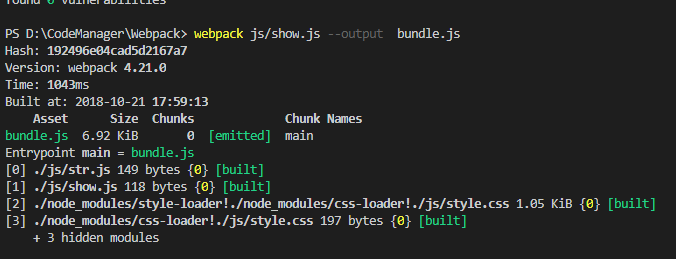 found 0 vulnerabilities
PS D:\CodeManager\Webpack> webpack js/show.js --output  bundle.js
Hash: 192496e04cad5d2167a7
Version: webpack 4.21.0
Time: 1043ms
Built at: 2018-10-21 17:59:13
    Asset      Size  Chunks             Chunk Names
bundle.js  6.92 KiB       0  [emitted]  main
Entrypoint main = bundle.js
[0] ./js/str.js 149 bytes {0} [built]
[1] ./js/show.js 118 bytes {0} [built]
[2] ./node_modules/style-loader!./node_modules/css-loader!./js/style.css 1.05 KiB {0} [built]
[3] ./node_modules/css-loader!./js/style.css 197 bytes {0} [built]
    + 3 hidden modules